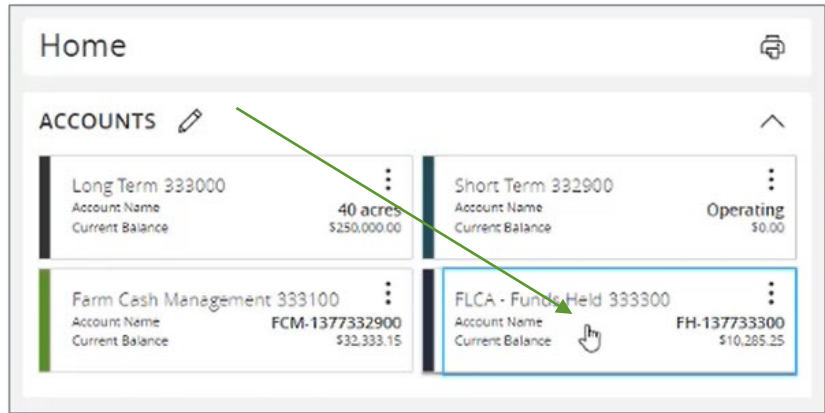 Home
ACCOUNTS
Long Term 333000
Account Name 40 acres
Current Balance $250,000.00
Short Term 332900
Account Name Operating
Current Balance $0.00
Farm Cash Management 333100
Account Name FCM-1377332900
Current Balance $32,333.15
FLCA - Funds Held 333300
Account Name FH-137733300
Current Balance $10,285.25